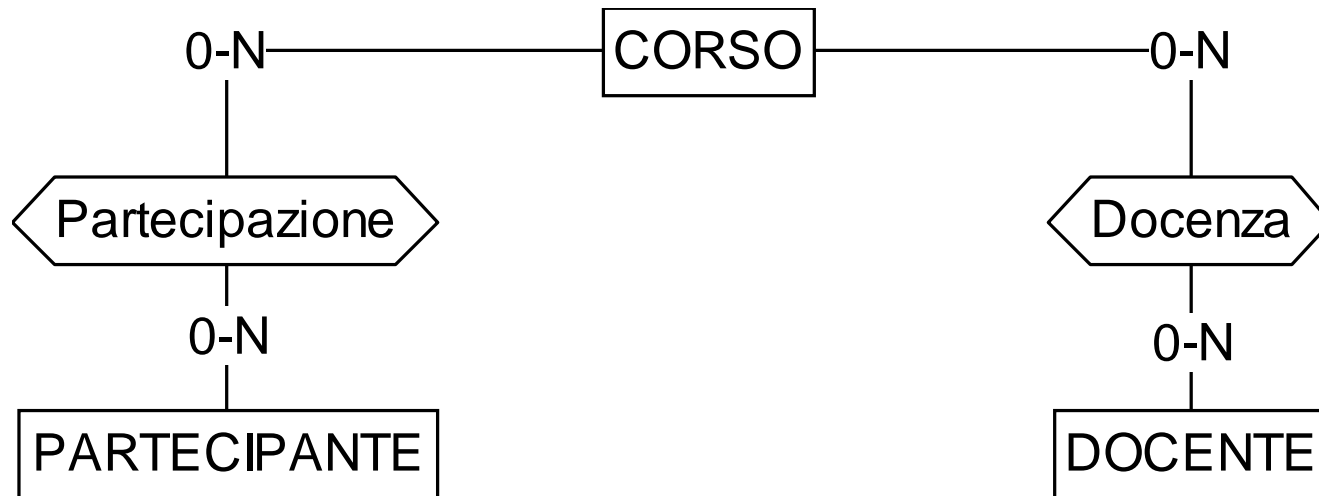 0-N CORSO 0-N
Partecipazione Docenza
0-N 0-N
PARTECIPANTE DOCENTE